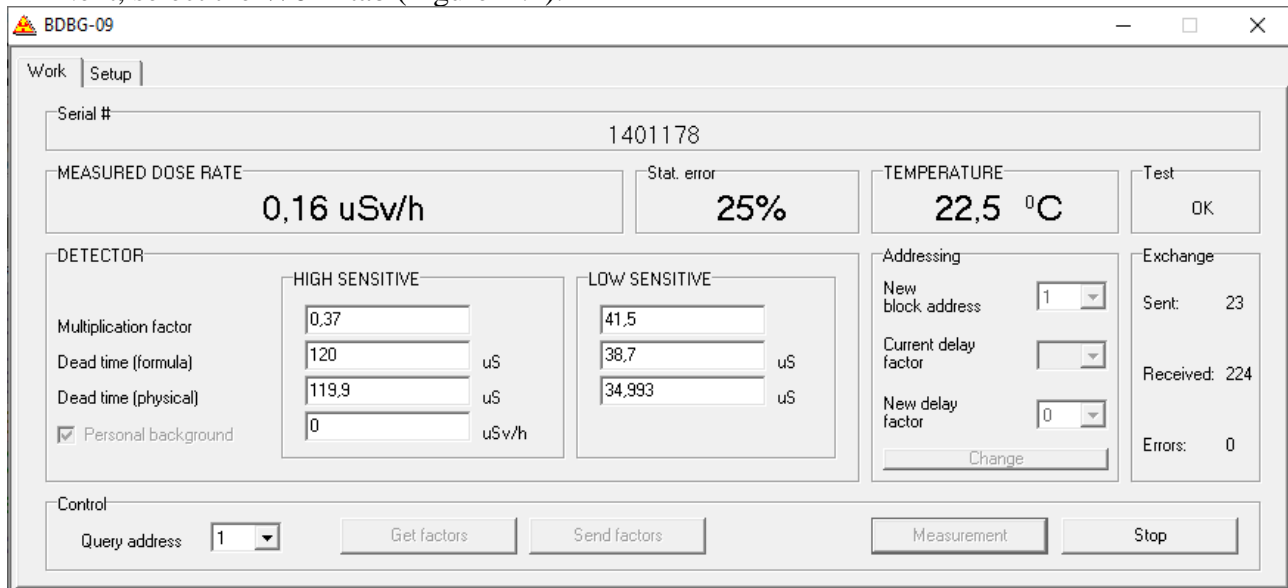 BDBG-09
Work Setup
Serial #
1401178
MEASURED DOSE RATE
0,16 uSv/h
Stat. error
25%
TEMPERATURE
22,5 ⁰C
Test
OK
DETECTOR
HIGH SENSITIVE
LOW SENSITIVE
Multiplication factor 0,37 41,5
Dead time (formula) 120 uS 38,7 uS
Dead time (physical) 119,9 uS 34,993 uS
Personal background 0 uSv/h
Addressing
New
block address 1
Current delay
factor
New delay
factor 0
Change
Exchange
Sent: 23
Received: 224
Errors: 0
Control
Query address 1 Get factors Send factors Measurement Stop